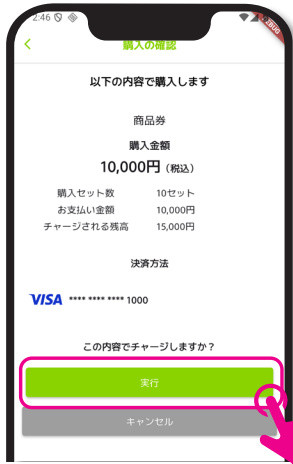 2:46
DEBUG
購入の確認
以下の内容で購入します
商品券
購入金額
10,000円（税込）
購入セット数 10セット
お支払い金額 10,000円
チャージされる残高 15,000円
決済方法
VISA **** **** **** 1000
この内容でチャージしますか？
実行
キャンセル